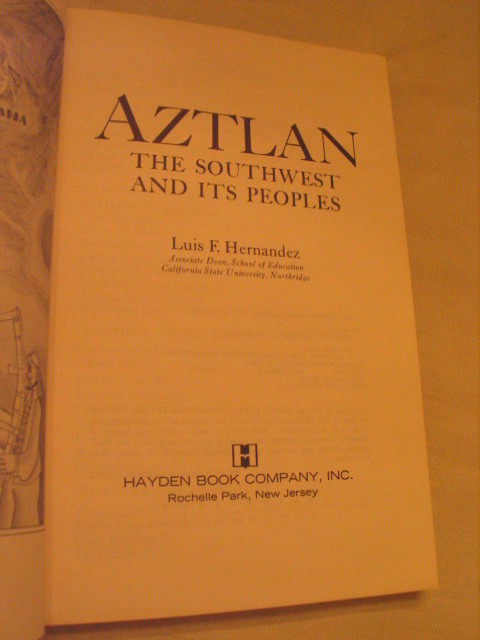 AZTLAN
THE SOUTHWEST
AND ITS PEOPLES
Luis F. Hernandez
Associate Dean, School of Education
California State University, Northridge
HAYDEN BOOK COMPANY, INC.
Rochelle Park, New Jersey